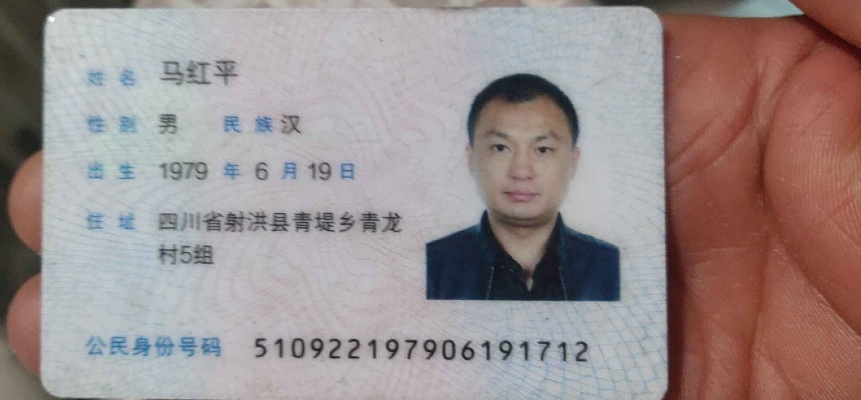 姓名 马红平
性别 男 民族 汉
出生 1979 年 6 月 19 日
住址 四川省射洪县青堤乡青龙
村5组
公民身份号码 510922197906191712